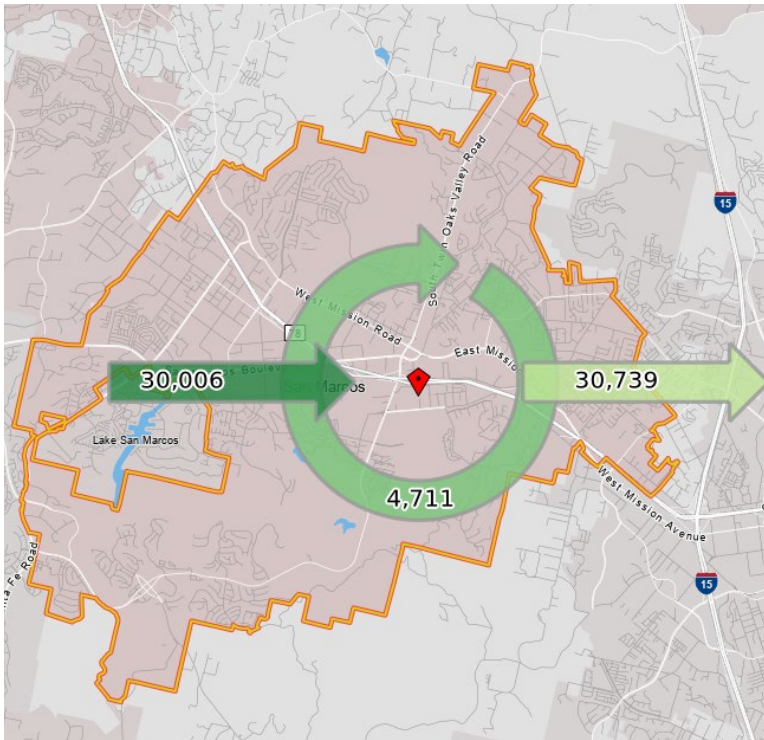 South Twin Oaks Valley Road
15
West Mission Road
78
East Missio
30,006
San Marcos
30,739
Lake San Marcos
4,711
West Mission Avenue
15
nta Fe Road